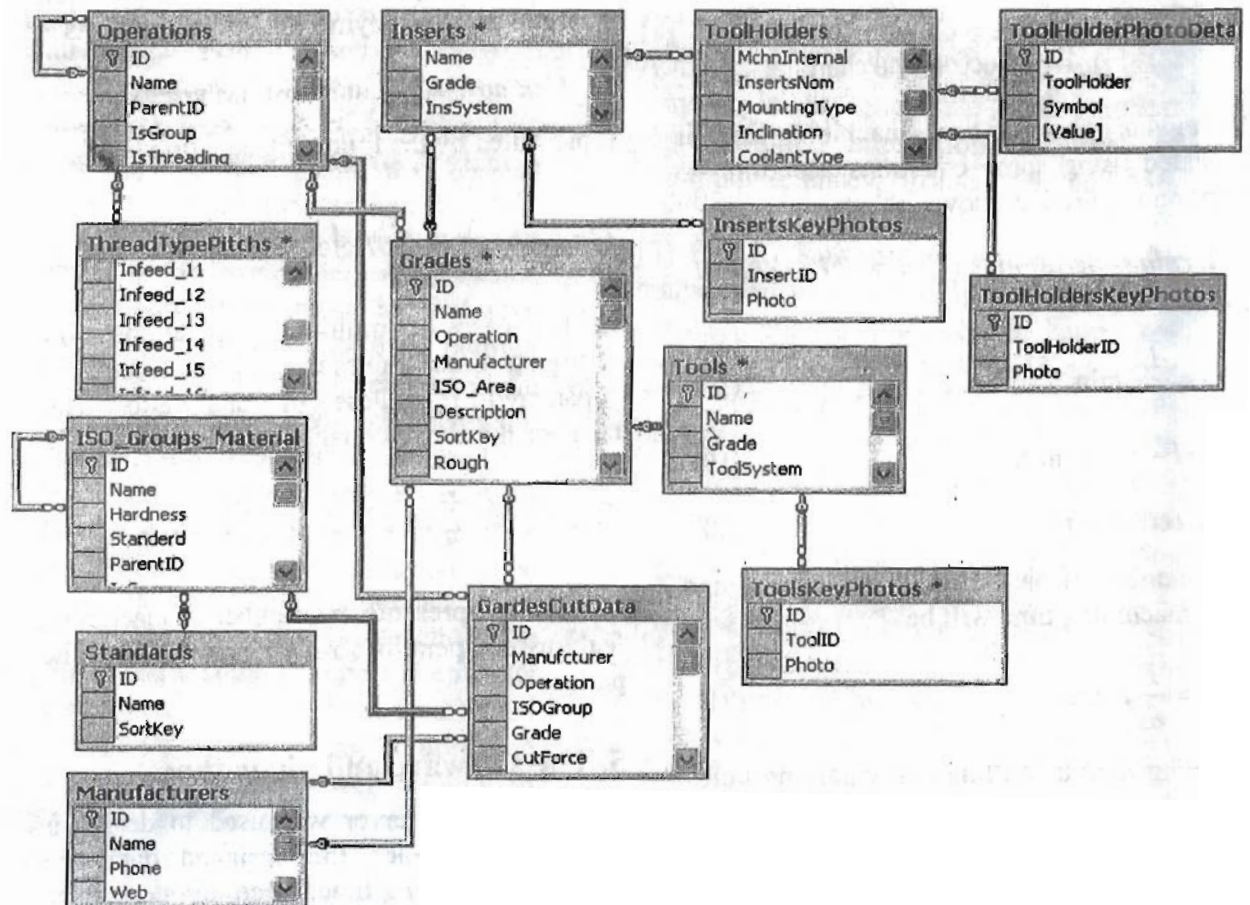 Operations
ID
Name
ParentID
IsGroup
IsThreading
Inserts *
Name
Grade
InsSystem
ToolHolders
MchnInternal
InsertsNom
MountingType
Inclination
CoolantType
ToolHolderPhotoDeta
ID
ToolHolder
Symbol
[Value]
ThreadTypePitchs *
Infeed_11
Infeed_12
Infeed_13
Infeed_14
Infeed_15
Grades *
ID
Name
Operation
Manufacturer
ISO_Area
Description
SortKey
Rough
InsertsKeyPhotos
ID
InsertID
Photo
ToolHoldersKeyPhotos
ID
ToolHolderID
Photo
Tools *
ID
Name
Grade
ToolSystem
ISO_Groups_Material
ID
Name
Hardness
Standerd
ParentID
ToolsKeyPhotos *
ID
ToolID
Photo
GardesCutData
ID
Manufcturer
Operation
ISOGroup
Grade
CutForce
Standards
ID
Name
SortKey
Manufacturers
ID
Name
Phone
Web